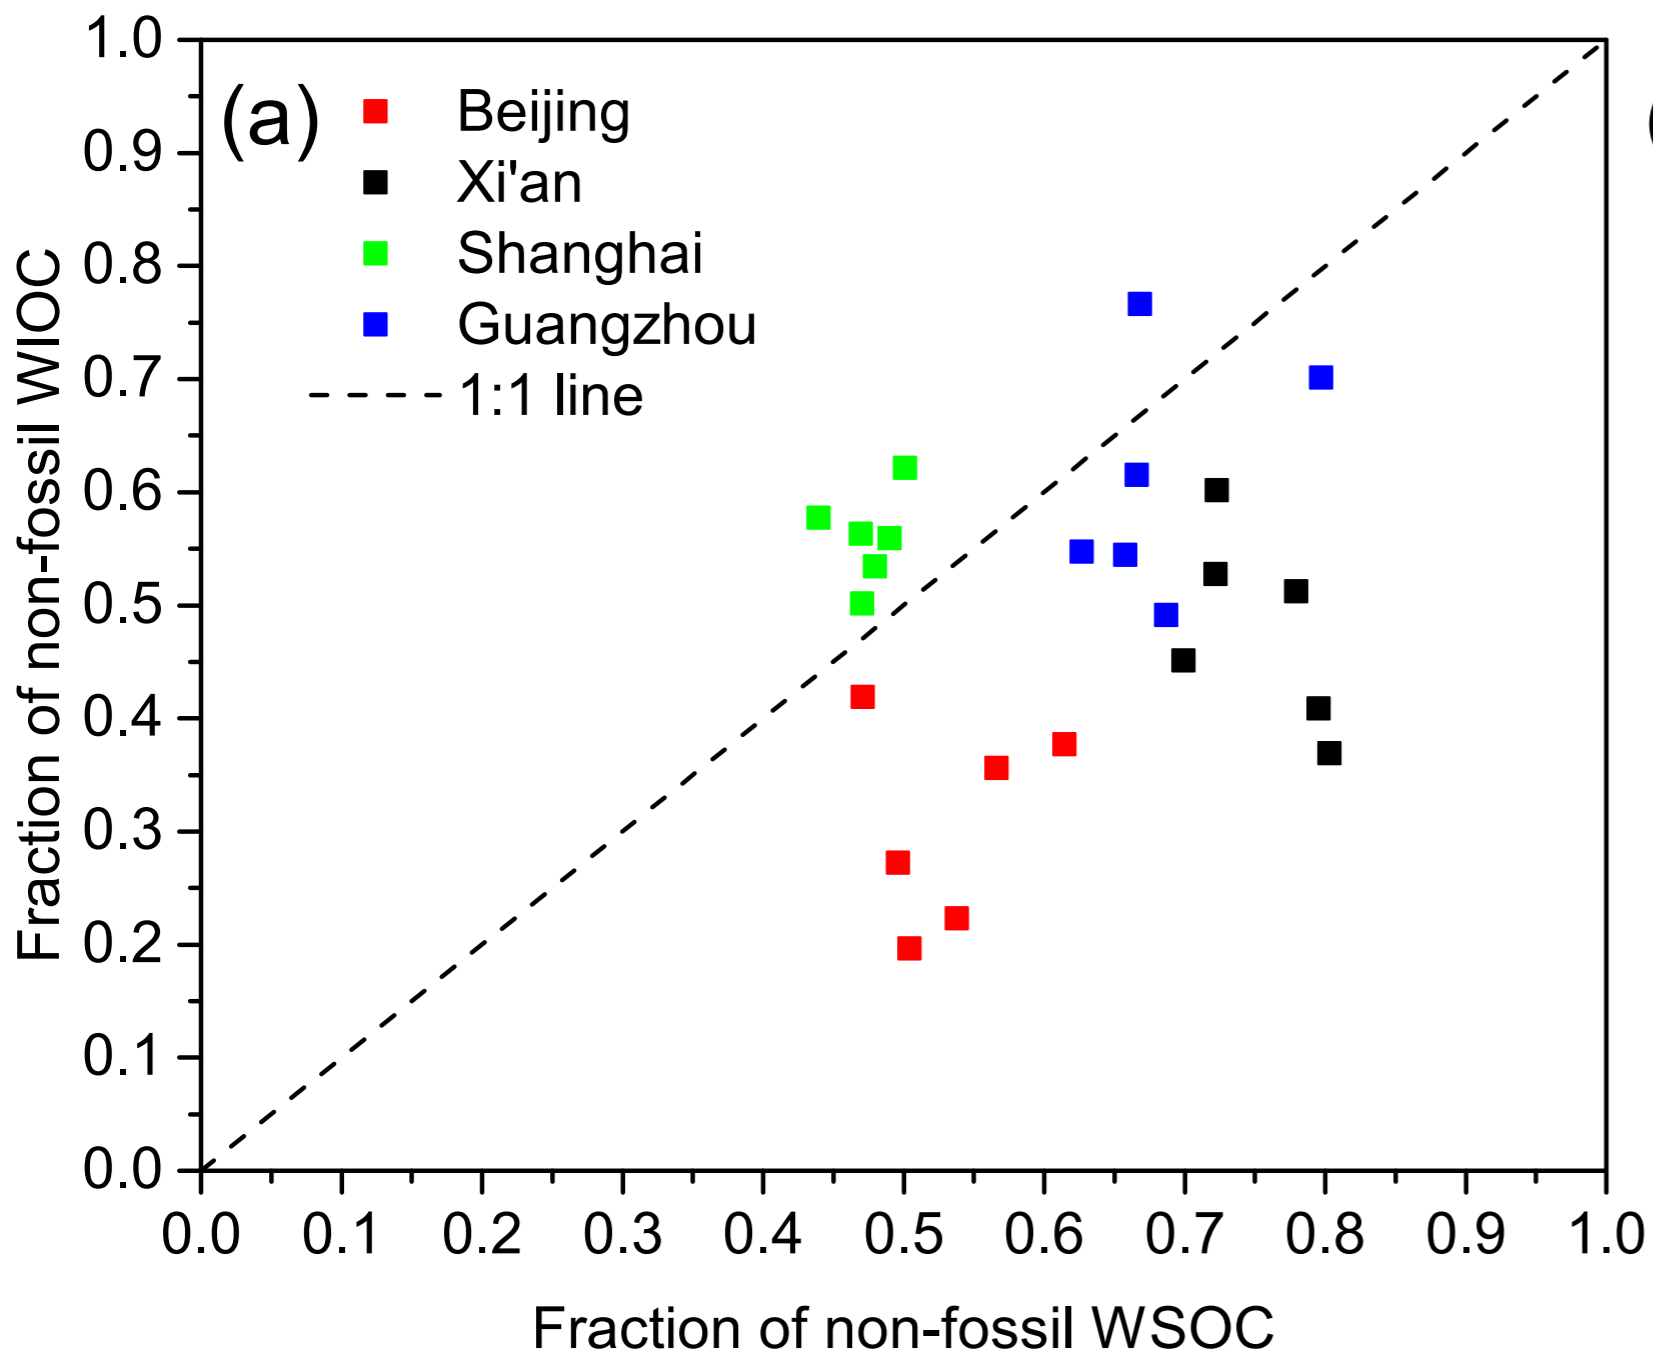 (a)
Beijing
Xi'an
Shanghai
Guangzhou
1:1 line
Fraction of non-fossil WIOC
1.0
0.9
0.8
0.7
0.6
0.5
0.4
0.3
0.2
0.1
0.0
0.0 0.1 0.2 0.3 0.4 0.5 0.6 0.7 0.8 0.9 1.0
Fraction of non-fossil WSOC